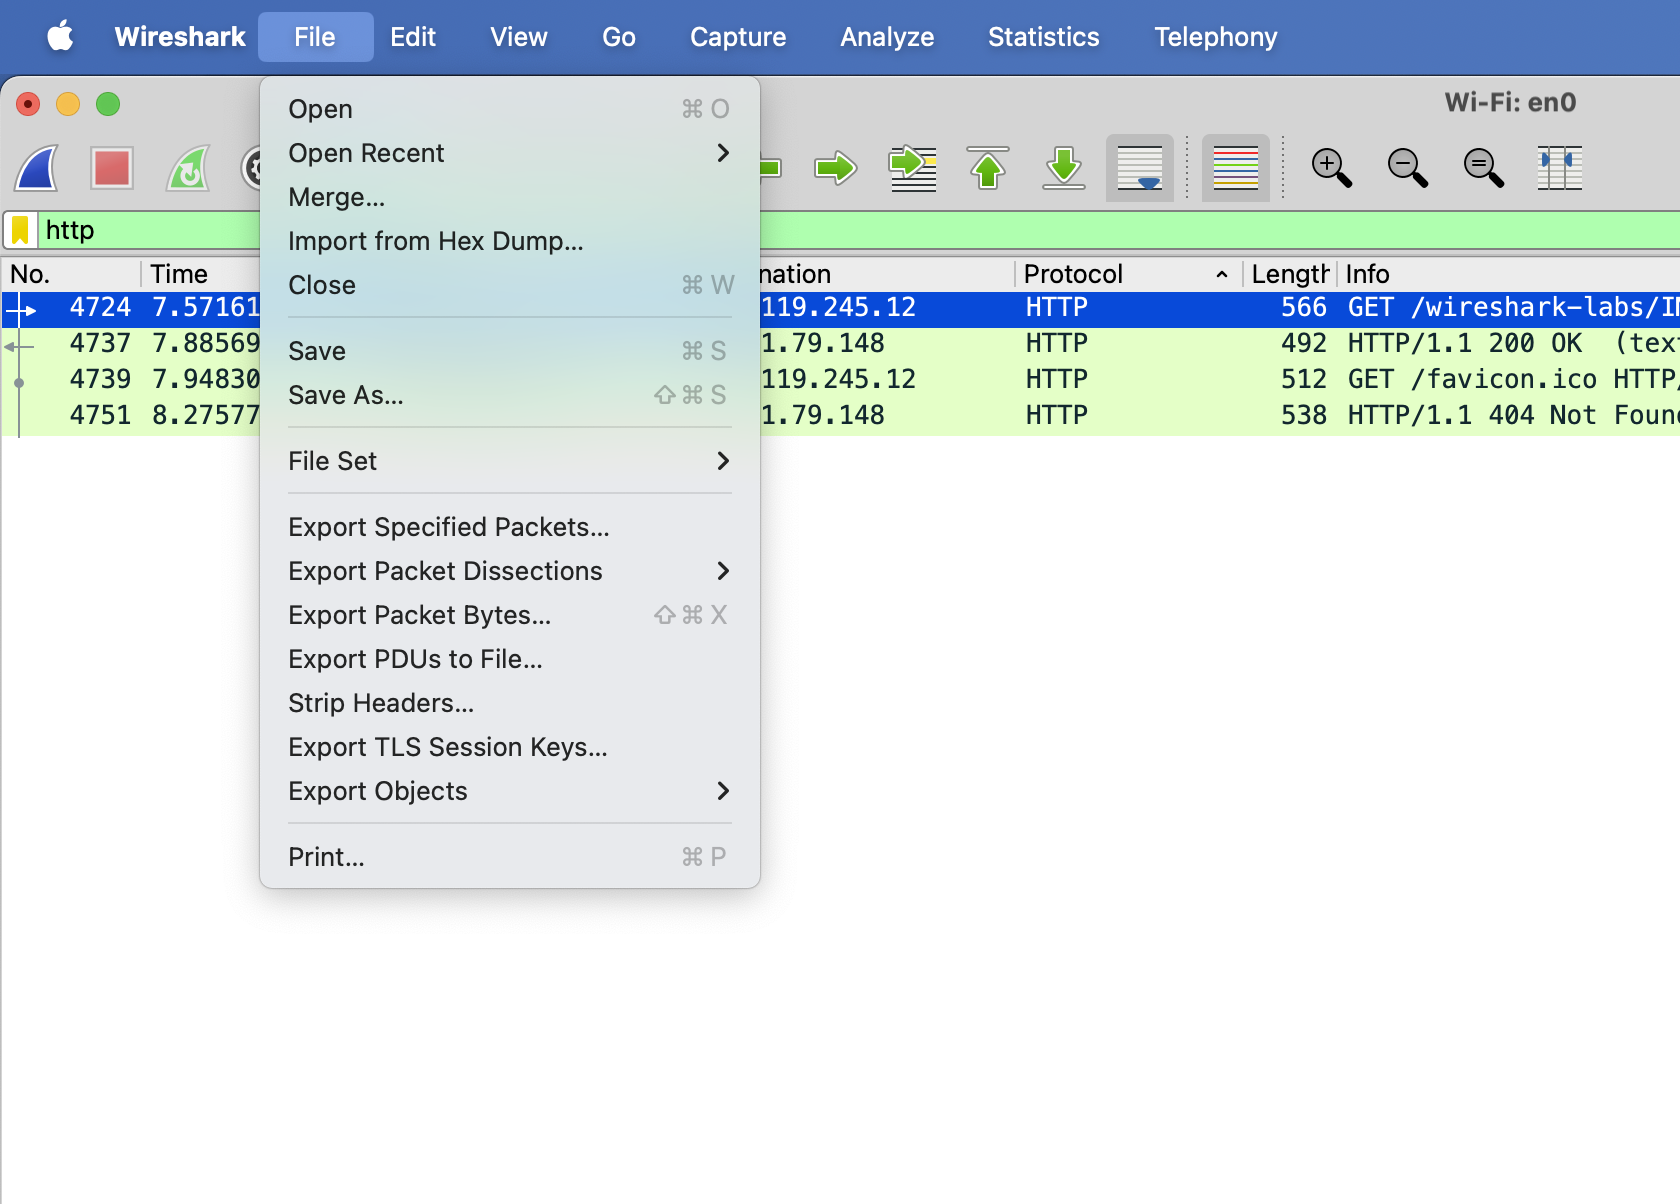 Wireshark File Edit View Go Capture Analyze Statistics Telephony
Wi-Fi: en0
http
No. Time nation Protocol Length Info
4724 7.57161 119.245.12 HTTP 566 GET /wireshark-labs/I
4737 7.88569 1.79.148 HTTP 492 HTTP/1.1 200 OK (tex
4739 7.94830 119.245.12 HTTP 512 GET /favicon.ico HTTP/
4751 8.27577 1.79.148 HTTP 538 HTTP/1.1 404 Not Foun
Open ⌘ O
Open Recent
Merge...
Import from Hex Dump...
Close ⌘ W
Save ⌘ S
Save As... ⇧ ⌘ S
File Set
Export Specified Packets...
Export Packet Dissections
Export Packet Bytes... ⇧ ⌘ X
Export PDUs to File...
Strip Headers...
Export TLS Session Keys...
Export Objects
Print... ⌘ P